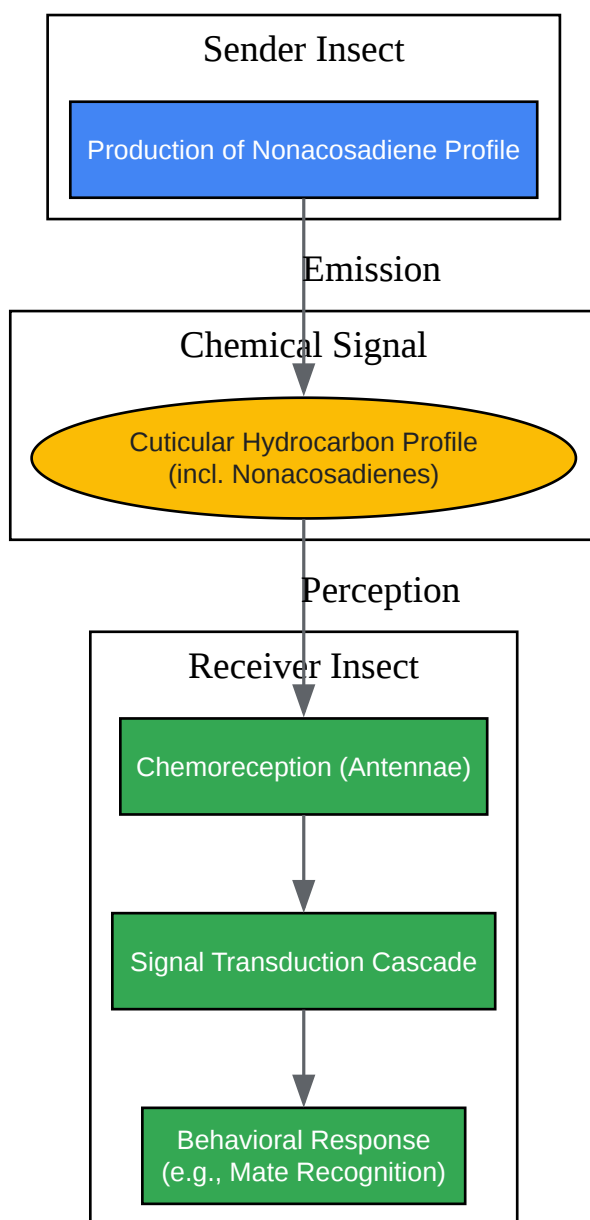 Sender Insect
Production of Nonacosadiene Profile
Emission
Chemical Signal
Cuticular Hydrocarbon Profile
(incl. Nonacosadienes)
Perception
Receiver Insect
Chemoreception (Antennae)
Signal Transduction Cascade
Behavioral Response
(e.g., Mate Recognition)